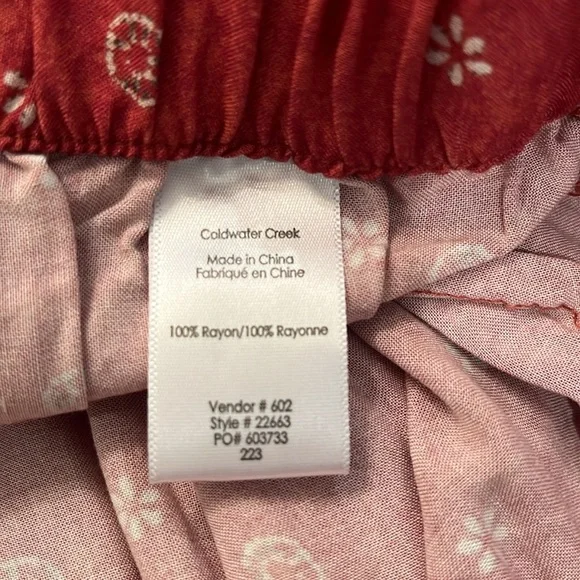 Coldwater Creek
Made in China
Fabriqué en Chine
100% Rayon/100% Rayonne
Vendor # 602
Style # 22663
PO# 603733
223